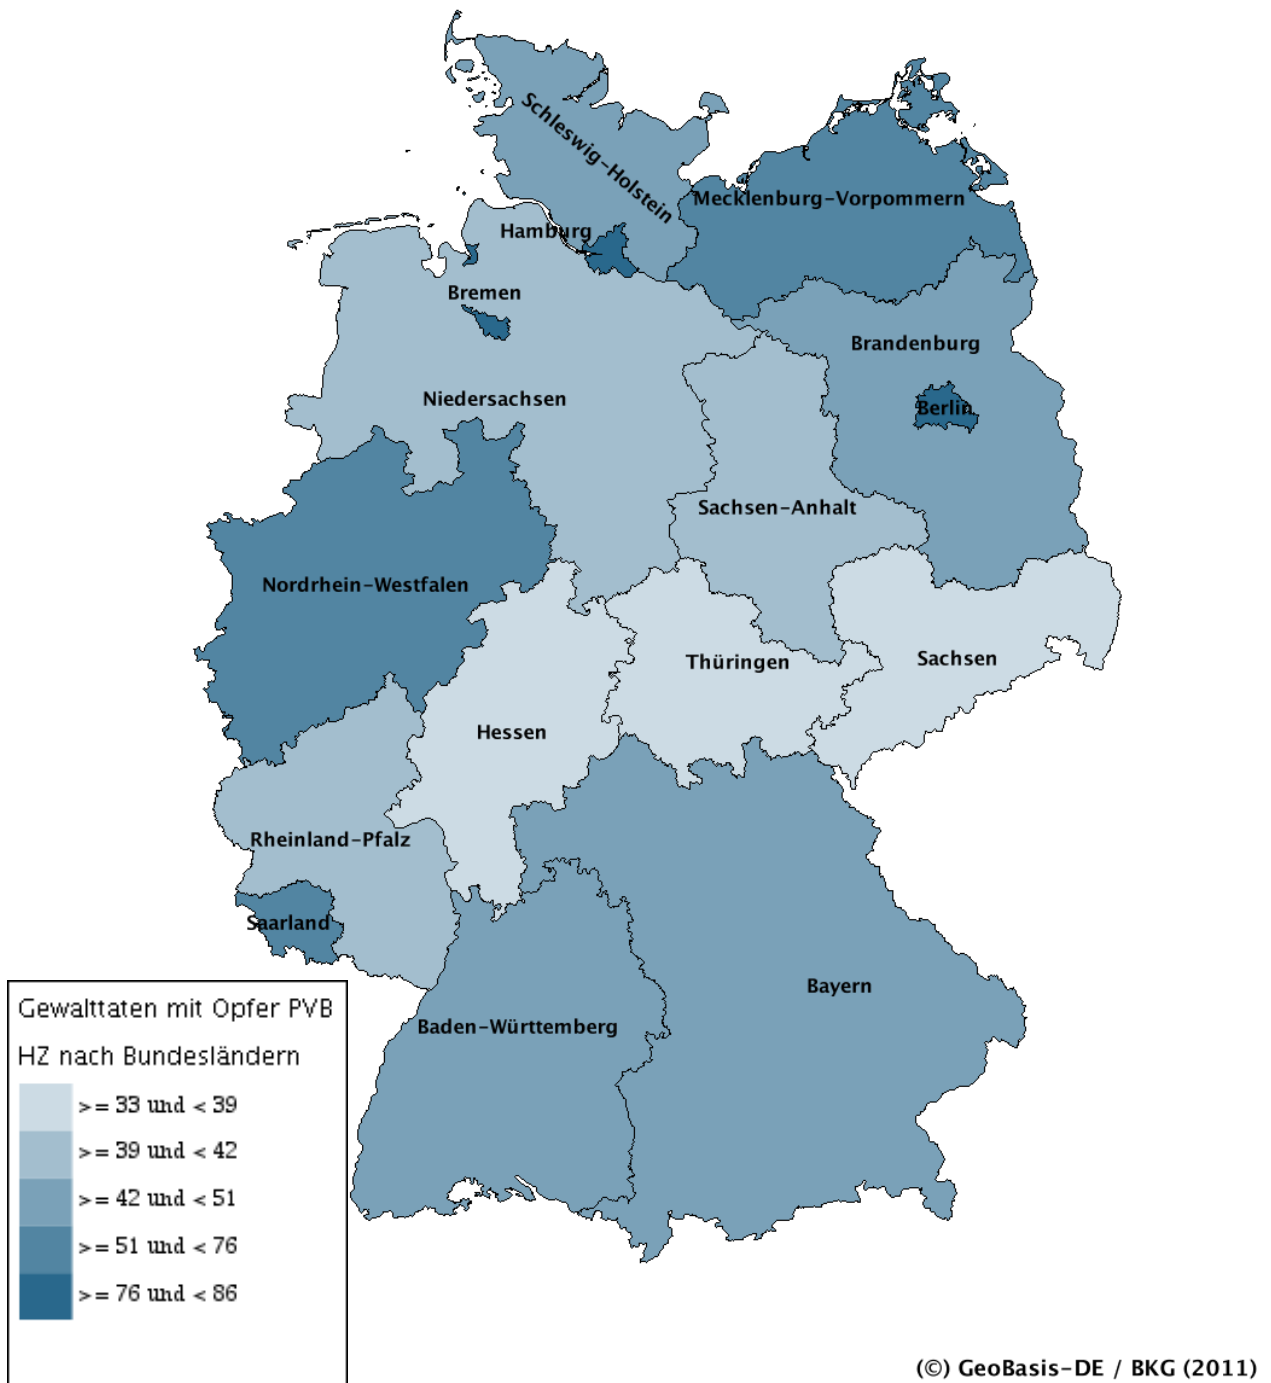 Schleswig-Holstein
Mecklenburg-Vorpommern
Hamburg
Bremen
Brandenburg
Niedersachsen
Berlin
Sachsen-Anhalt
Nordrhein-Westfalen
Thüringen
Sachsen
Hessen
Rheinland-Pfalz
Saarland
Bayern
Baden-Württemberg
Gewalttaten mit Opfer PVB
HZ nach Bundesländern
>= 33 und < 39
>= 39 und < 42
>= 42 und < 51
>= 51 und < 76
>= 76 und < 86
(©) GeoBasis-DE / BKG (2011)